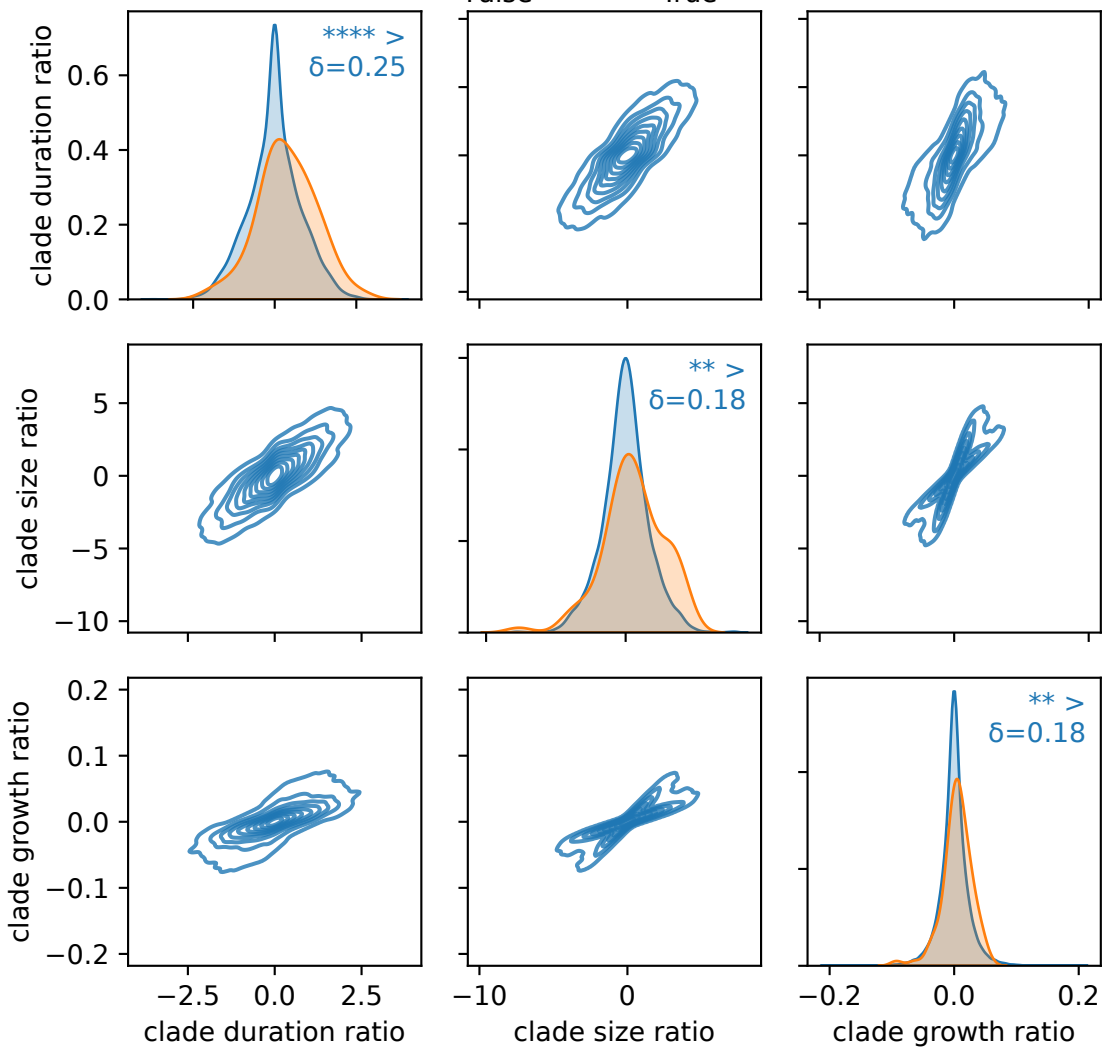 clade duration ratio
0.6
0.4
0.2
0.0
**** >
δ=0.25
clade size ratio
5
0
−5
−10
** >
δ=0.18
clade growth ratio
0.2
0.1
0.0
−0.1
−0.2
** >
δ=0.18
−2.5 0.0 2.5
−10 0
−0.2 0.0 0.2
clade duration ratio
clade size ratio
clade growth ratio